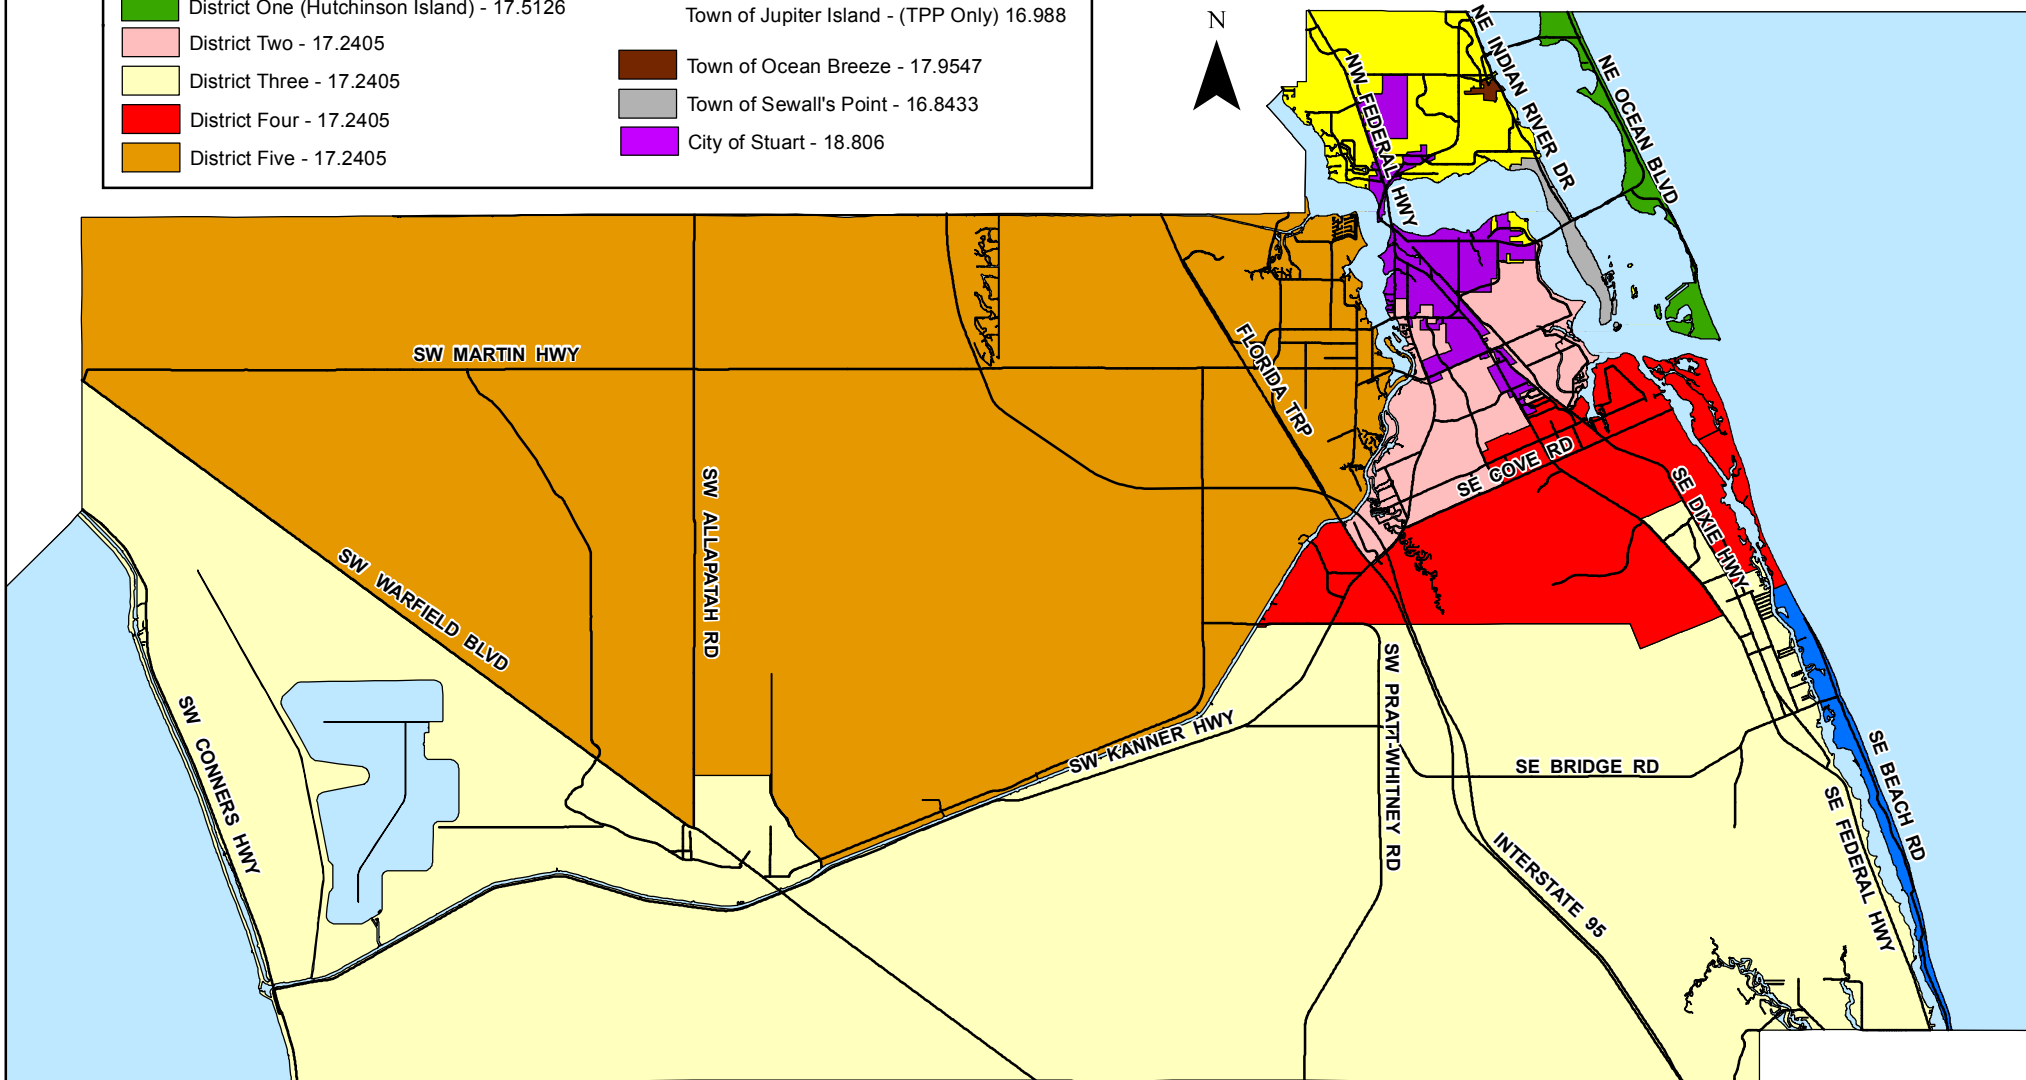 District One (Hutchinson Island) - 17.5126
District Two - 17.2405
District Three - 17.2405
District Four - 17.2405
District Five - 17.2405
Town of Jupiter Island - (TPP Only) 16.988
Town of Ocean Breeze - 17.9547
Town of Sewall's Point - 16.8433
City of Stuart - 18.806
N
NE INDIAN RIVER DR
NE OCEAN BLVD
NW FEDERAL HWY
SW MARTIN HWY
FLORIDA TRP
SW ALLAPATAH RD
SE COVE RD
SE DIXIE HWY
SW WARFIELD BLVD
SW CONNERS HWY
SW KANNER HWY
SW PRATT-WHITNEY RD
SE BRIDGE RD
SE BEACH RD
SE FEDERAL HWY
INTERSTATE 95